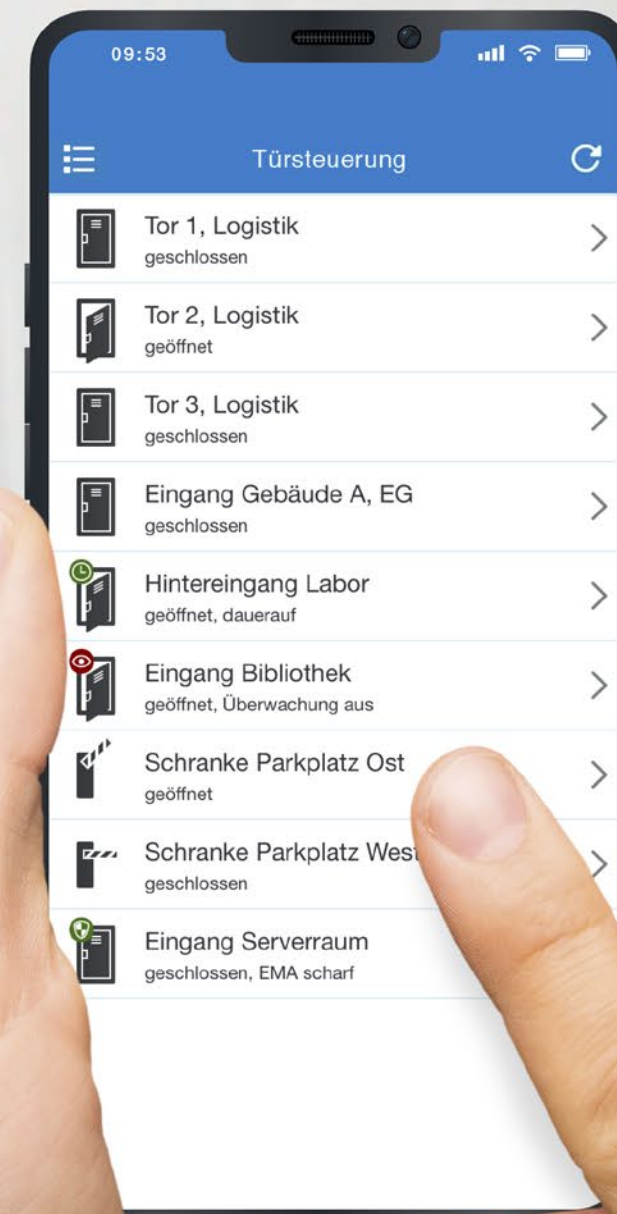 09:53
Türsteuerung
Tor 1, Logistik
geschlossen
Tor 2, Logistik
geöffnet
Tor 3, Logistik
geschlossen
Eingang Gebäude A, EG
geschlossen
Hintereingang Labor
geöffnet, dauerauf
Eingang Bibliothek
geöffnet, Überwachung aus
Schranke Parkplatz Ost
geöffnet
Schranke Parkplatz West
geschlossen
Eingang Serverraum
geschlossen, EMA scharf